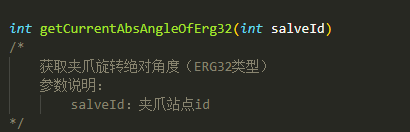 int getCurrentAbsAngleOfErg32(int salveId)
/*
获取夹爪旋转绝对角度（ERG32类型）
参数说明：
salveId：夹爪站点id
*/